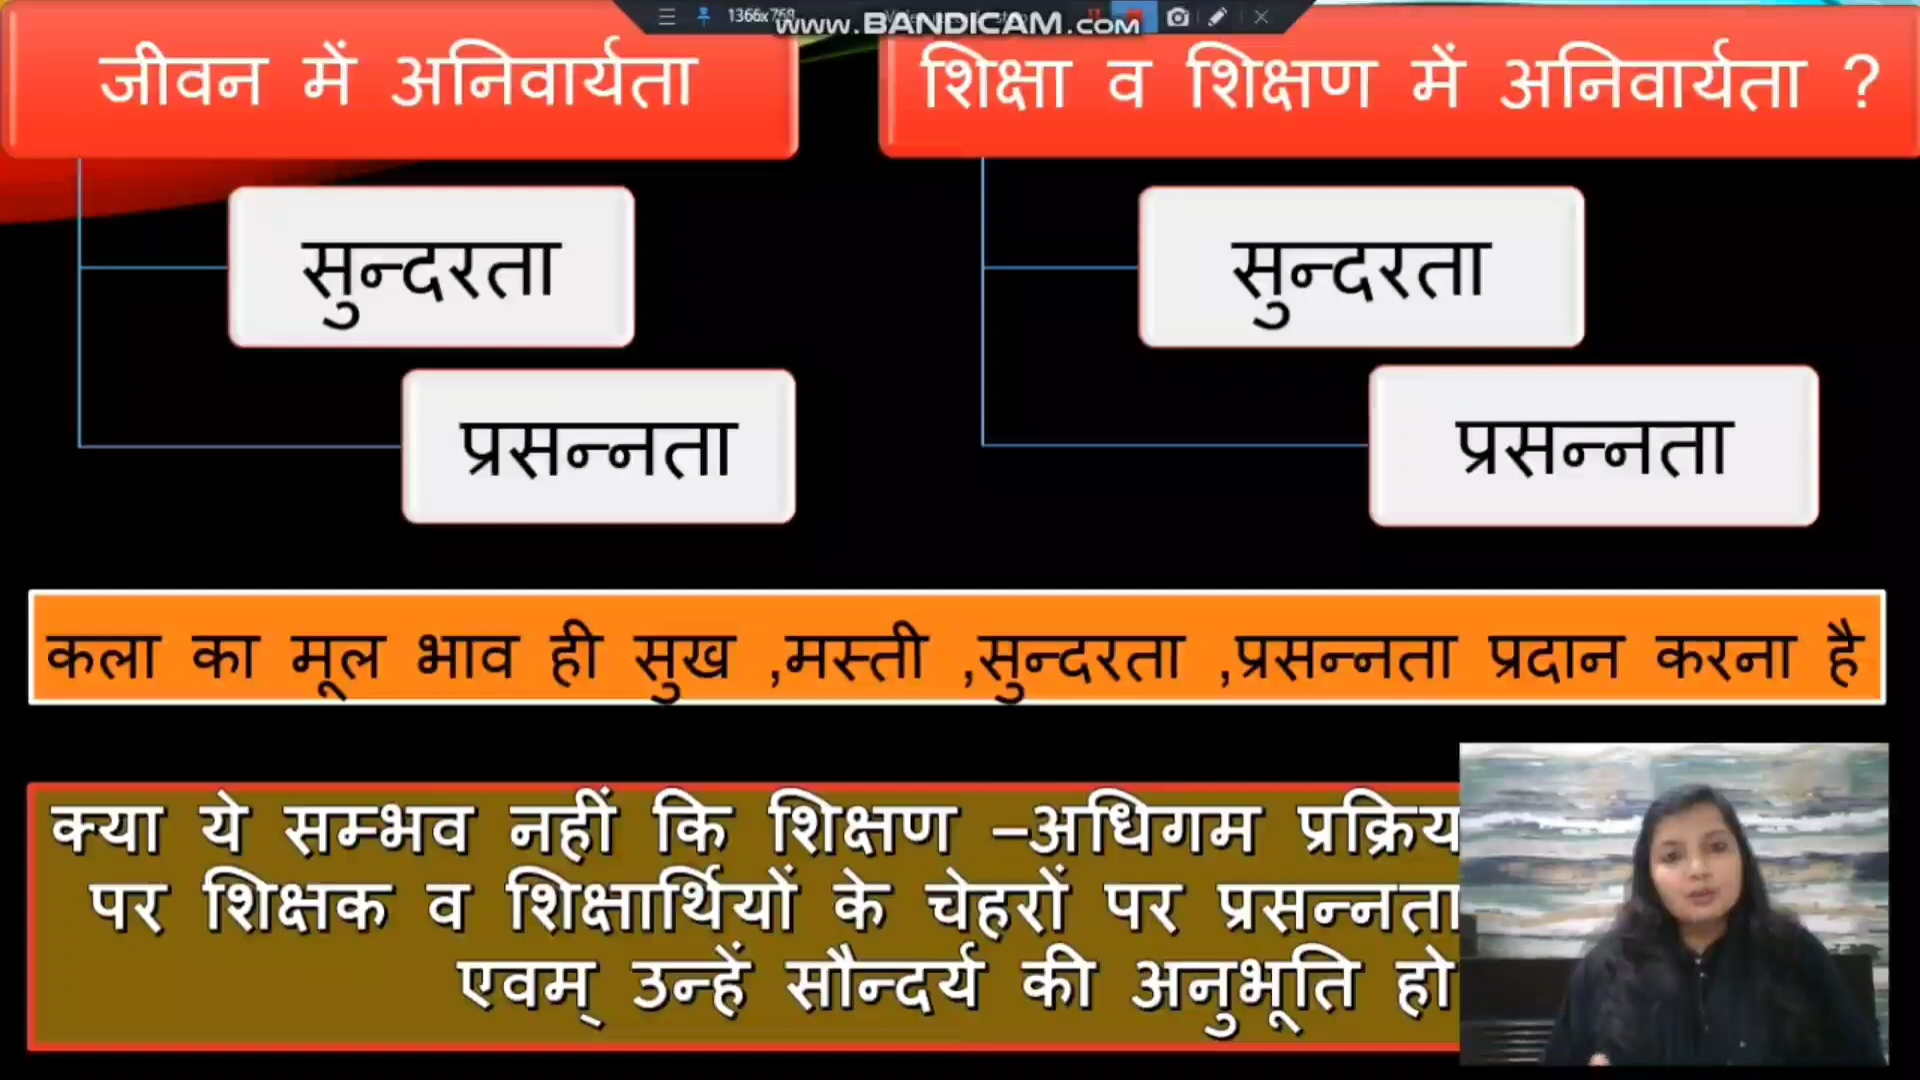 1366x768
www.BANDICAM.com
जीवन में अनिवार्यता
सुन्दरता
प्रसन्नता
शिक्षा व शिक्षण में अनिवार्यता ?
सुन्दरता
प्रसन्नता
कला का मूल भाव ही सुख ,मस्ती ,सुन्दरता ,प्रसन्नता प्रदान करना है
क्या ये सम्भव नहीं कि शिक्षण –अधिगम
पर शिक्षक व शिक्षार्थियों के चेहरों पर प्रसन्नता
एवम् उन्हें सौन्दर्य की अनुभूति हो